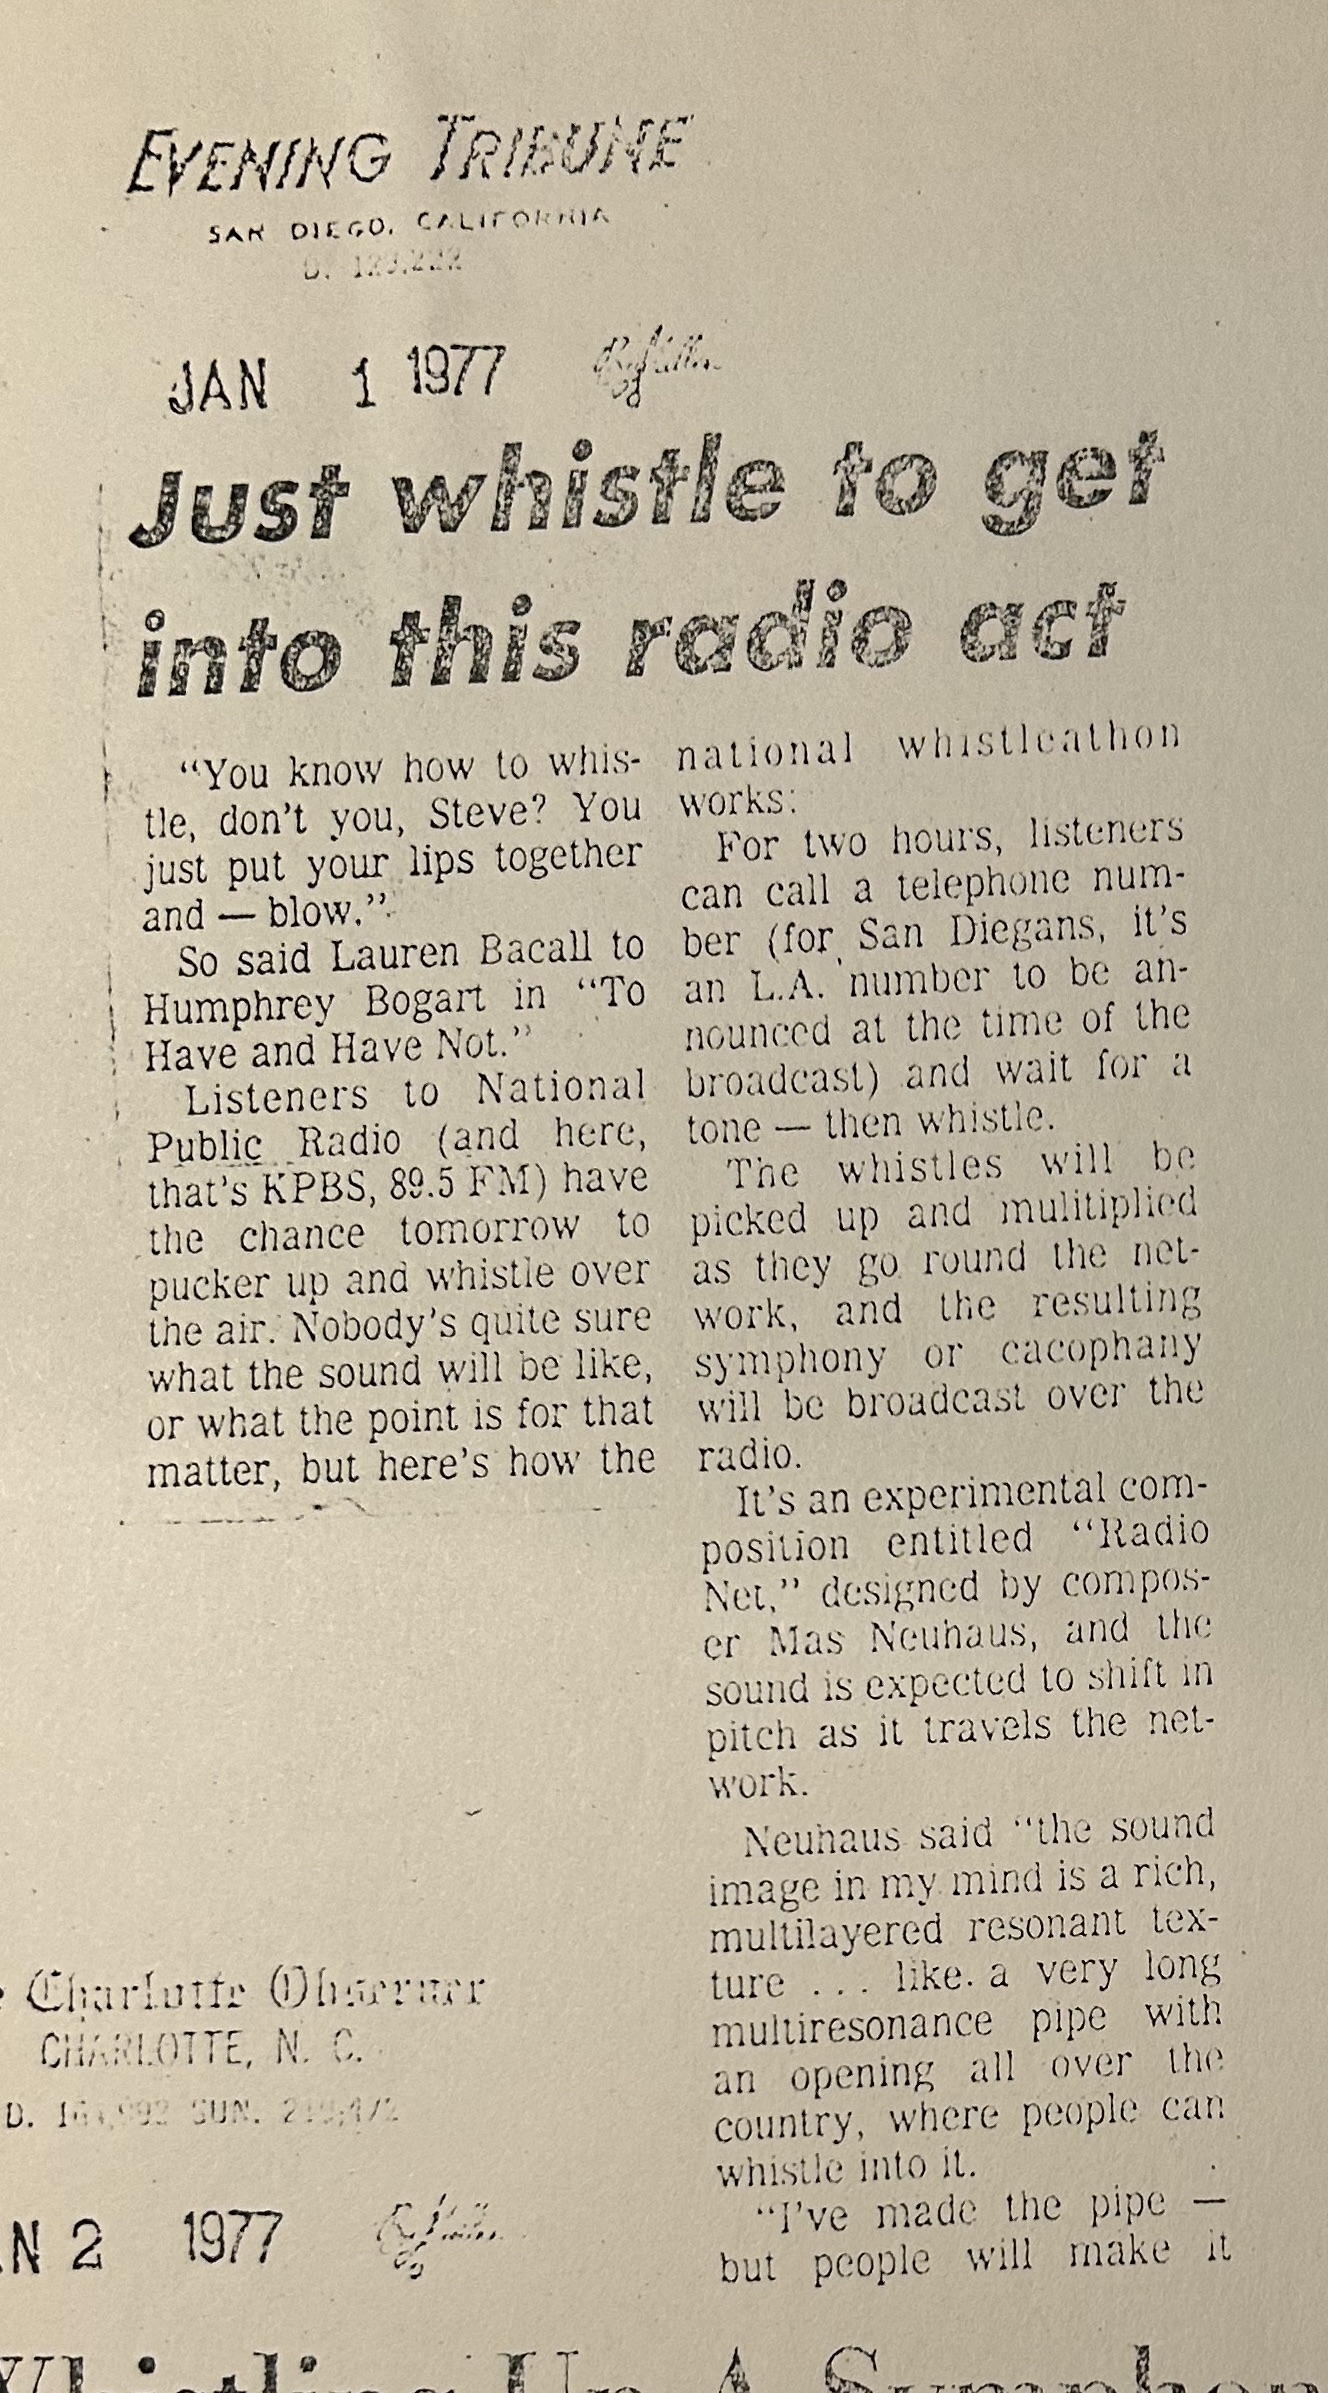 EVENING TRIBUNE
SAN DIEGO, CALIFORNIA
JAN 1 1977
Just whistle to get
into this radio act
"You know how to whis-
tle, don't you, Steve? You
just put your lips together
and — blow."
So said Lauren Bacall to
Humphrey Bogart in "To
Have and Have Not."
Listeners to National
Public Radio (and here,
that's KPBS, 89.5 FM) have
the chance tomorrow to
pucker up and whistle over
the air. Nobody's quite sure
what the sound will be like,
or what the point is for that
matter, but here's how the
national whistleathon
works:
For two hours, listeners
can call a telephone num-
ber (for San Diegans, it's
an L.A. number to be an-
nounced at the time of the
broadcast) and wait for a
tone — then whistle.
The whistles will be
picked up and mulitiplied
as they go round the net-
work, and the resulting
symphony or cacophany
will be broadcast over the
radio.
It's an experimental com-
position entitled "Radio
Net," designed by compos-
er Mas Neuhaus, and the
sound is expected to shift in
pitch as it travels the net-
work.
Neuhaus said "the sound
image in my mind is a rich,
multilayered resonant tex-
ture . . . like a very long
multiresonance pipe with
an opening all over the
country, where people can
whistle into it.
"I've made the pipe —
but people will make it
Charlotte Observer
CHARLOTTE, N. C.
D. SUN.
N 2 1977
Whistling Up A Symphon